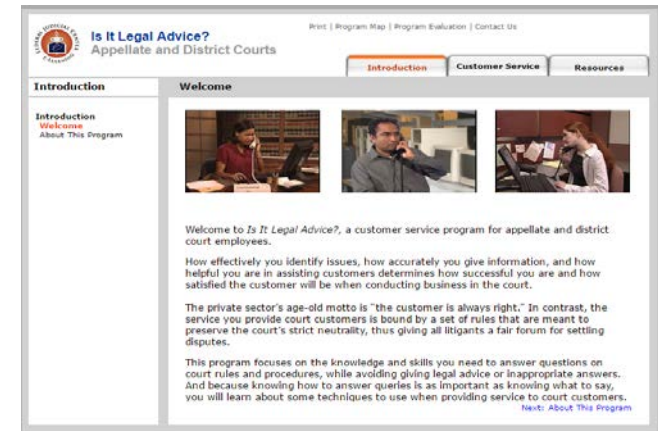 Is It Legal Advice?
Appellate and District Courts
Print | Program Map | Program Evaluation | Contact Us
Introduction
Customer Service
Resources
Introduction
Welcome
Introduction
Welcome
About This Program
Welcome to Is It Legal Advice?, a customer service program for appellate and district
court employees.
How effectively you identify issues, how accurately you give information, and how
helpful you are in assisting customers determines how successful you are and how
satisfied the customer will be when conducting business in the court.
The private sector's age-old motto is "the customer is always right." In contrast, the
service you provide court customers is bound by a set of rules that are meant to
preserve the court's strict neutrality, thus giving all litigants a fair forum for settling
disputes.
This program focuses on the knowledge and skills you need to answer questions on
court rules and procedures, while avoiding giving legal advice or inappropriate answers.
And because knowing how to answer queries is as important as knowing what to say,
you will learn about some techniques to use when providing service to court customers.
Next: About This Program